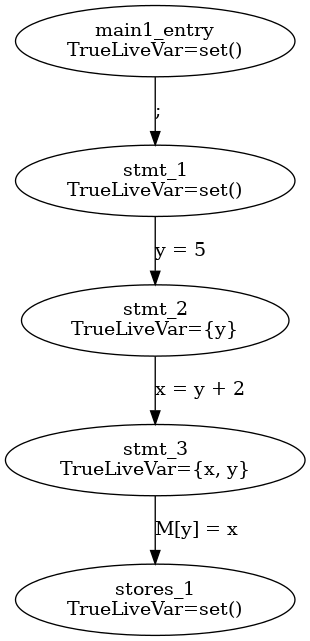 main1_entry
TrueLiveVar=set()
;
stmt_1
TrueLiveVar=set()
y = 5
stmt_2
TrueLiveVar={y}
x = y + 2
stmt_3
TrueLiveVar={x, y}
M[y] = x
stores_1
TrueLiveVar=set()